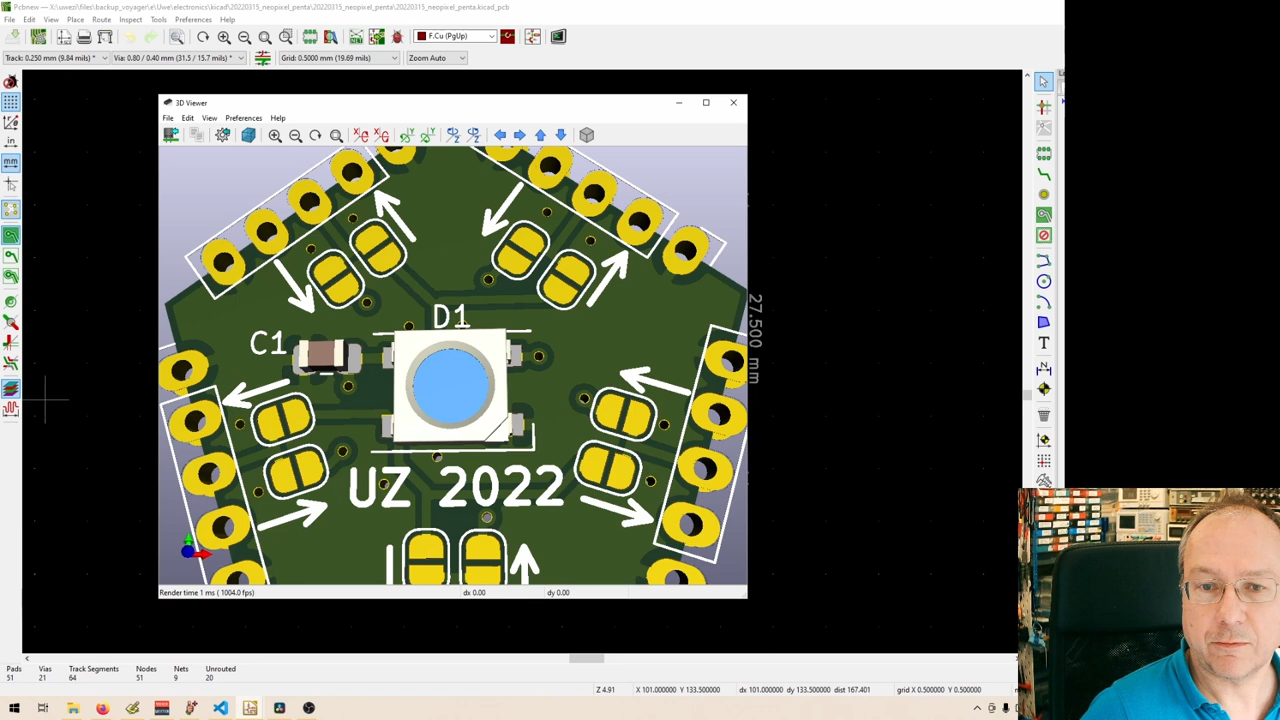 Pcbnew — X:\uwezi\files\backup_voyager\e\Uwe\electronics\kicad\20220315_neopixel_penta\20220315_neopixel_penta\20220315_neopixel_penta.kicad_pcb
File Edit View Place Route Inspect Tools Preferences Help
F.Cu (PgUp)
Track: 0.250 mm (9.84 mils) * Via: 0.80 / 0.40 mm (31.5 / 15.7 mils) * Grid: 0.5000 mm (19.69 mils) Zoom Auto
in
mm
3D Viewer
File Edit View Preferences Help
D1
C1
27.500 mm
UZ 2022
Render time 1 ms ( 1004.0 fps) dx 0.00 dy 0.00
Pads Vias Track Segments Nodes Nets Unrouted
51 21 64 51 9 20
Z 4.91 X 101.000000 Y 133.500000 dx 101.000000 dy 133.500000 dist 167.401 grid X 0.500000 Y 0.500000